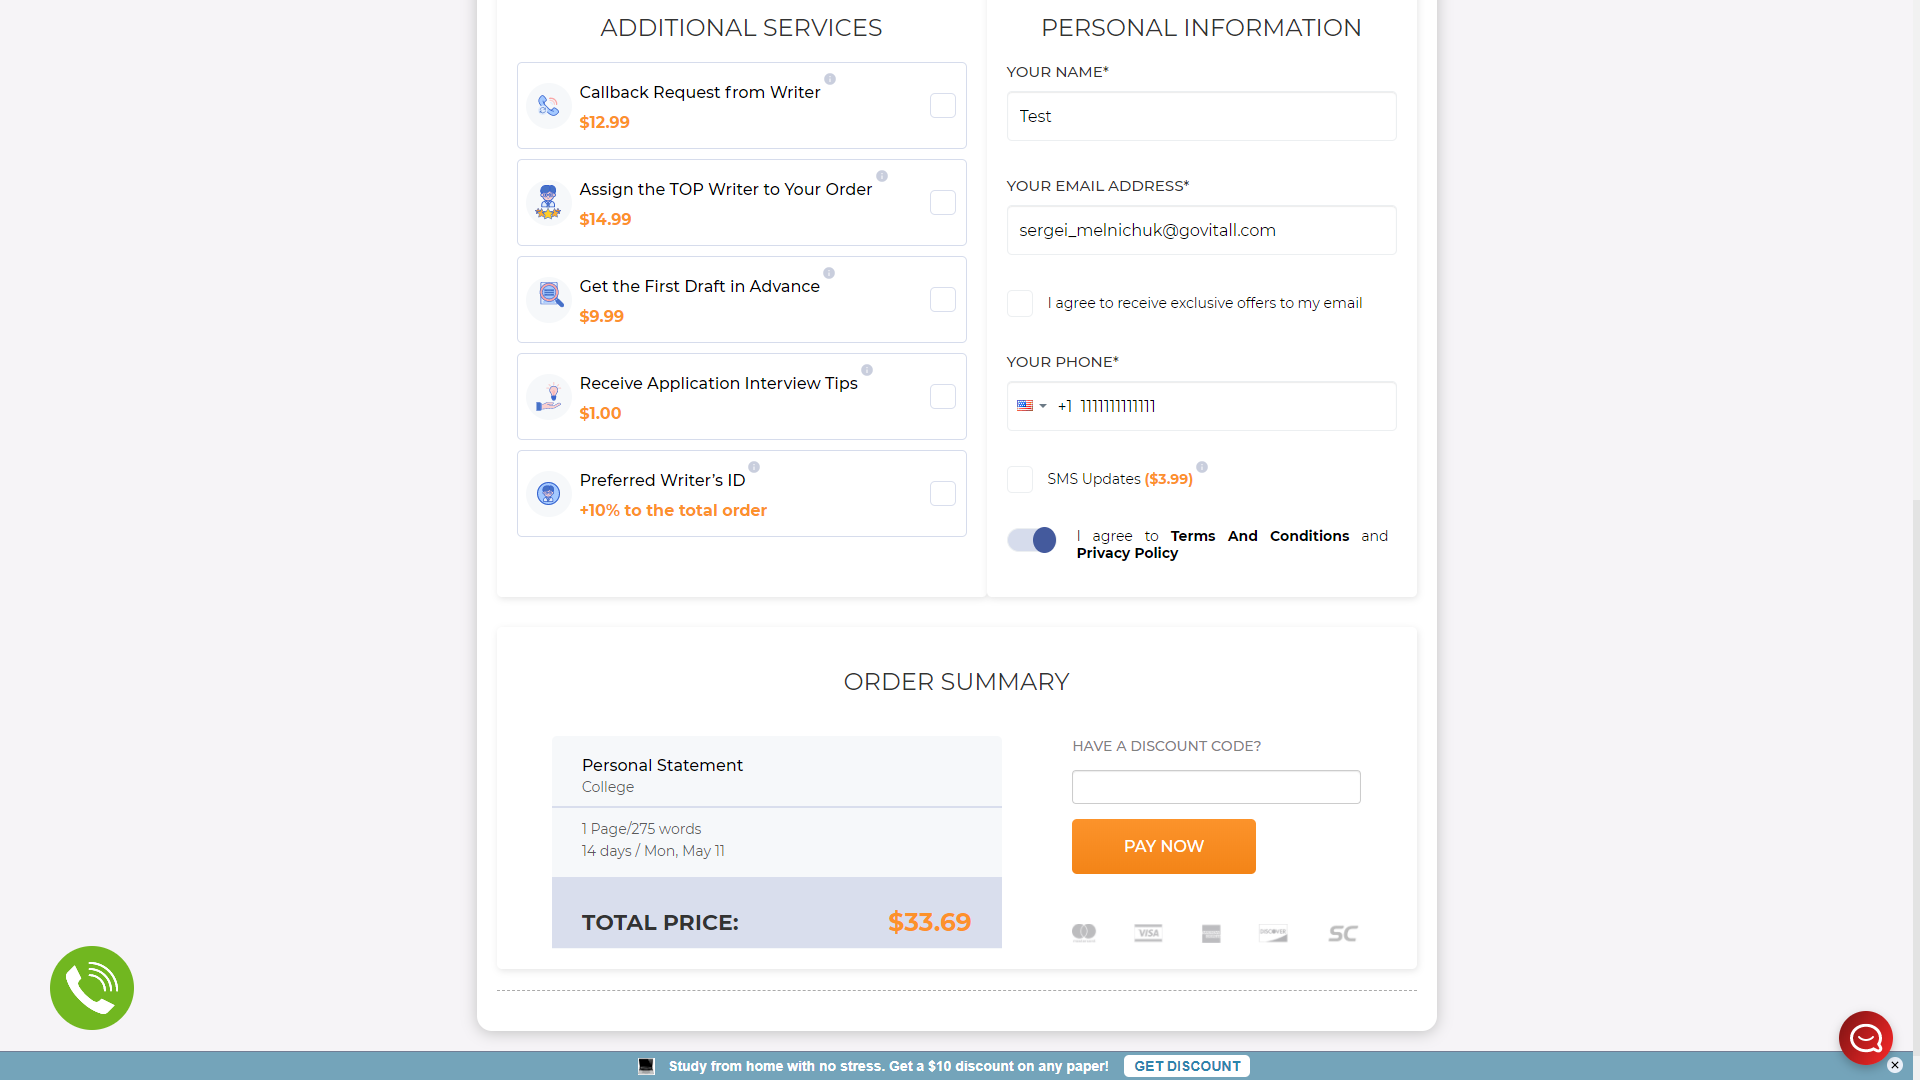 ADDITIONAL SERVICES
Callback Request from Writer
$12.99
Assign the TOP Writer to Your Order
$14.99
Get the First Draft in Advance
$9.99
Receive Application Interview Tips
$1.00
Preferred Writer’s ID
+10% to the total order
PERSONAL INFORMATION
YOUR NAME*
Test
YOUR EMAIL ADDRESS*
sergei_melnichuk@govitall.com
I agree to receive exclusive offers to my email
YOUR PHONE*
+1 1111111111111
SMS Updates ($3.99)
I agree to Terms And Conditions and
Privacy Policy
ORDER SUMMARY
Personal Statement
College
1 Page/275 words
14 days / Mon, May 11
TOTAL PRICE: $33.69
HAVE A DISCOUNT CODE?
PAY NOW
VISA
DISCOVER
SC
Study from home with no stress. Get a $10 discount on any paper! GET DISCOUNT